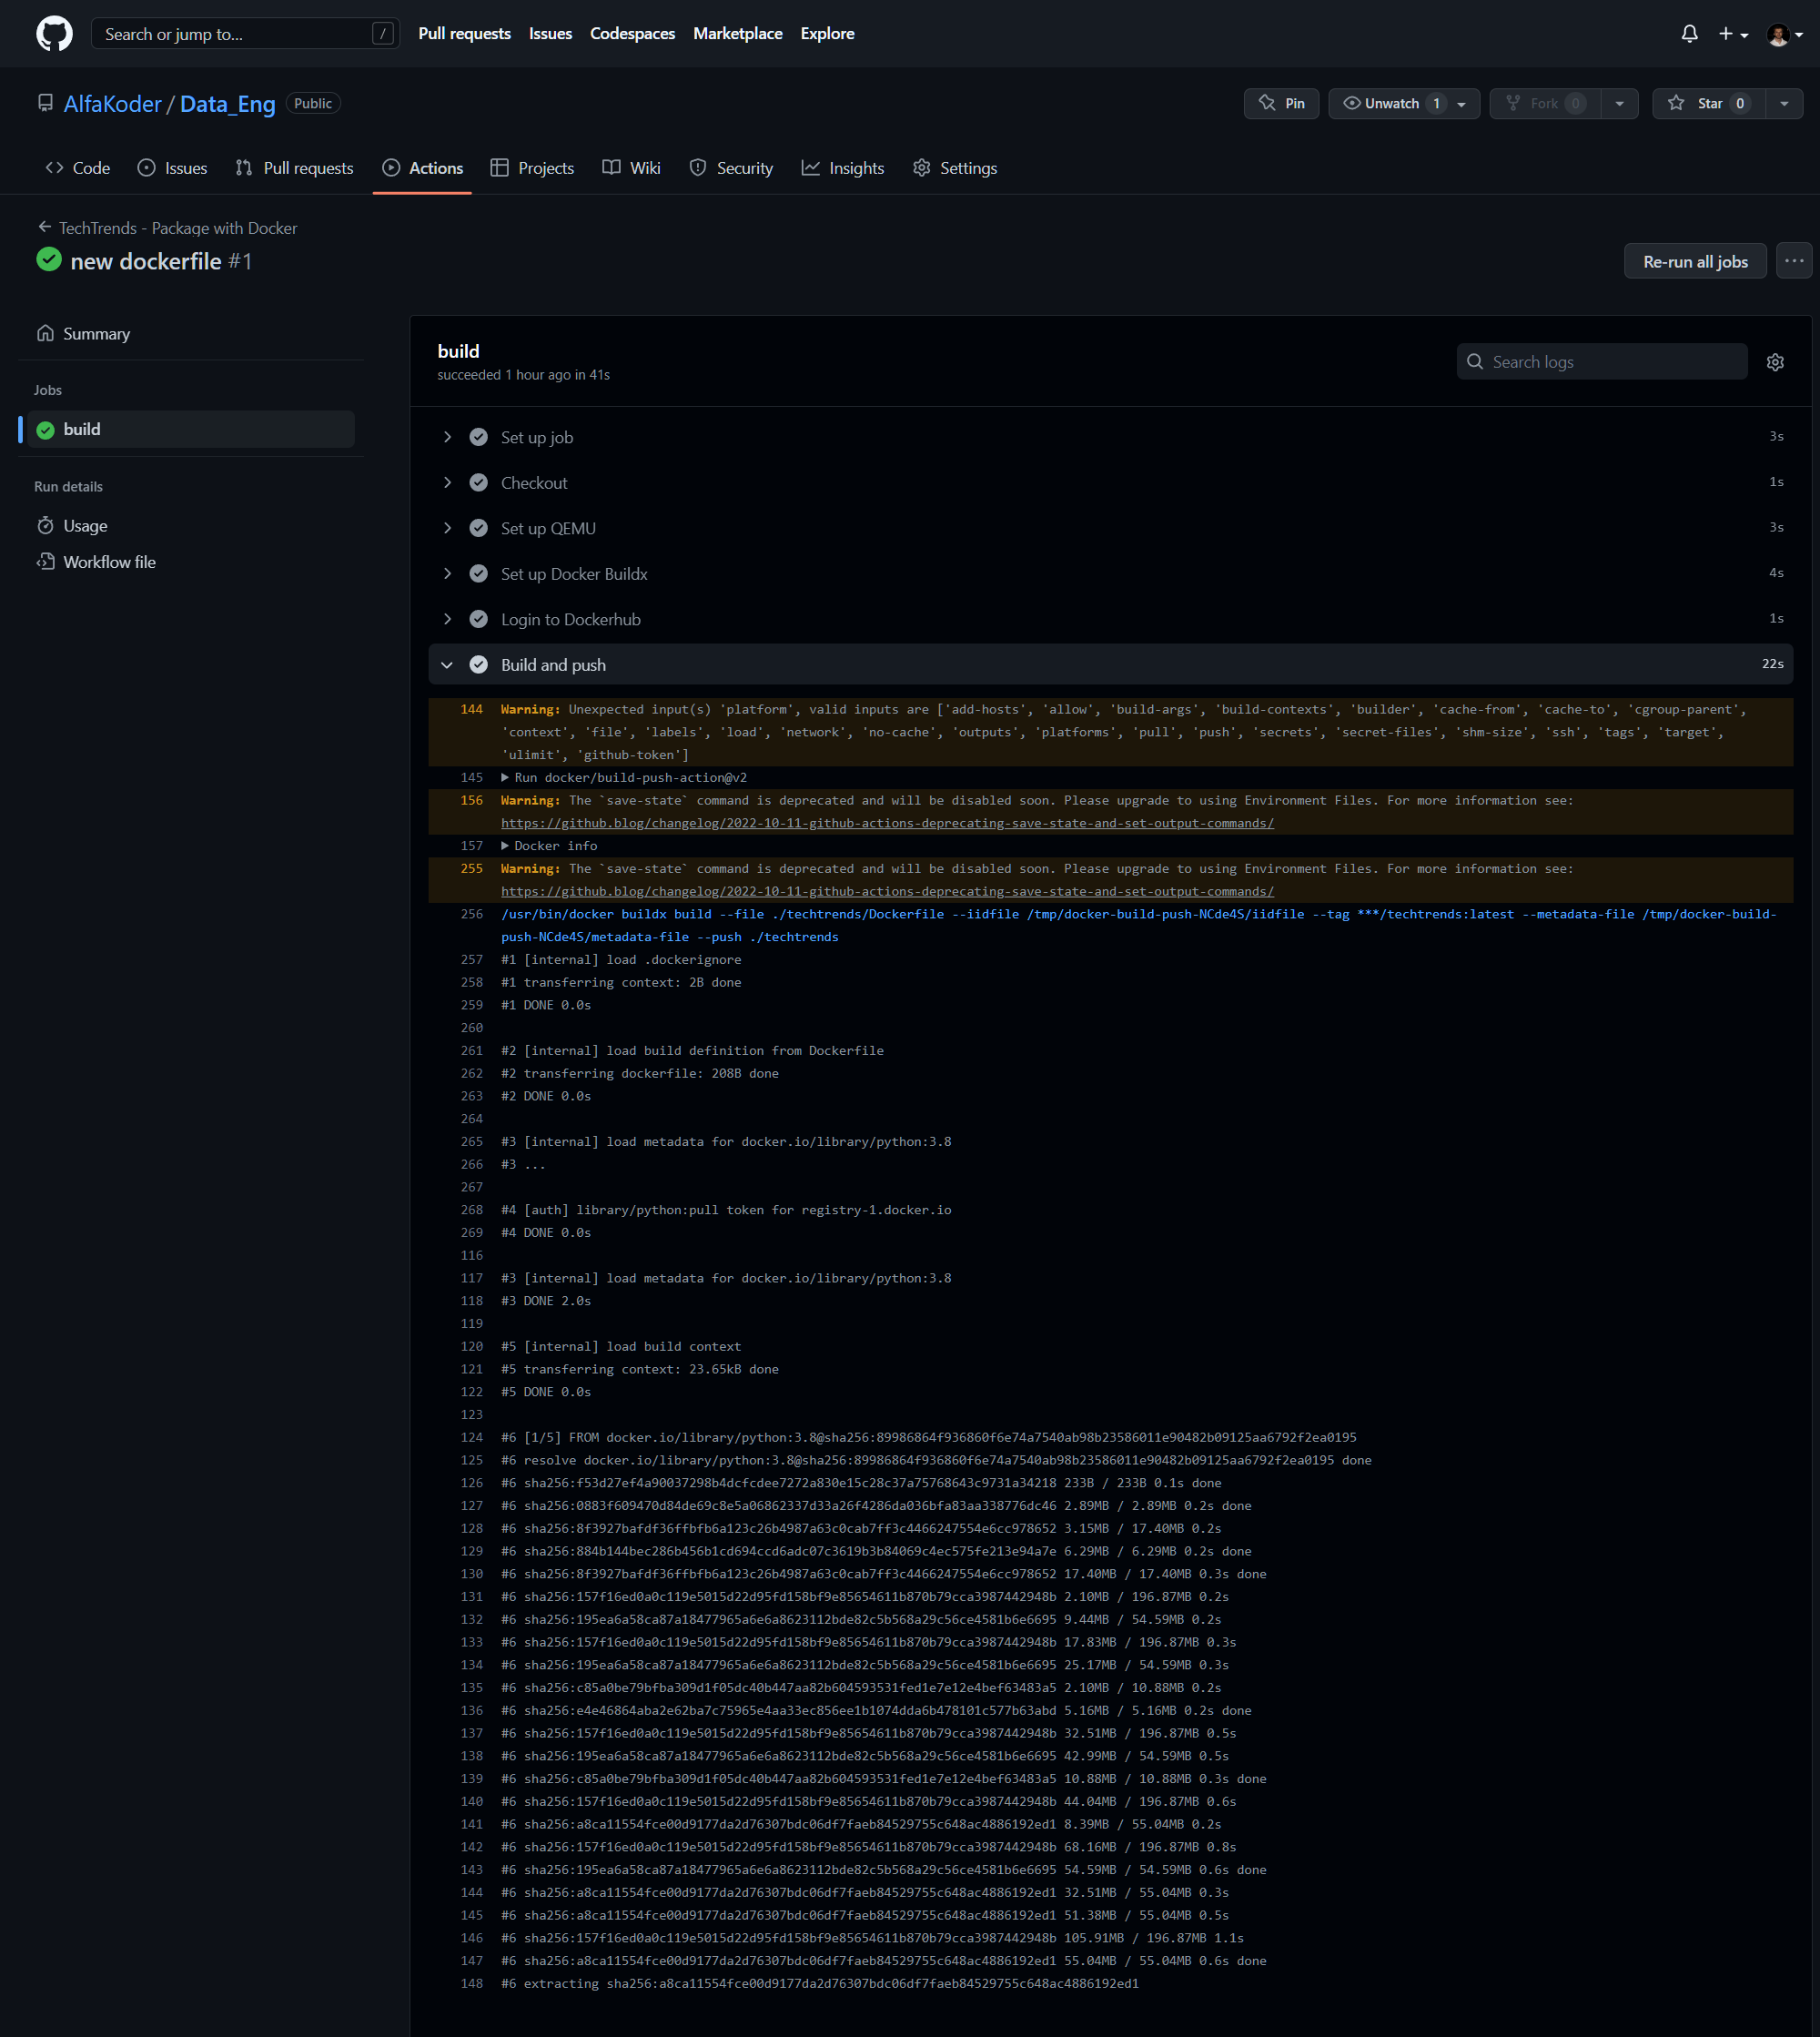 Search or jump to... /
Pull requests Issues Codespaces Marketplace Explore
AlfaKoder / Data_Eng Public
Pin Unwatch 1 Fork 0 Star 0
Code Issues Pull requests Actions Projects Wiki Security Insights Settings
TechTrends - Package with Docker
new dockerfile #1
Re-run all jobs
Summary
Jobs
build
Run details
Usage
Workflow file
build
succeeded 1 hour ago in 41s
Search logs
Set up job 3s
Checkout 1s
Set up QEMU 3s
Set up Docker Buildx 4s
Login to Dockerhub 1s
Build and push 22s
144 Warning: Unexpected input(s) 'platform', valid inputs are ['add-hosts', 'allow', 'build-args', 'build-contexts', 'builder', 'cache-from', 'cache-to', 'cgroup-parent',
'context', 'file', 'labels', 'load', 'network', 'no-cache', 'outputs', 'platforms', 'pull', 'push', 'secrets', 'secret-files', 'shm-size', 'ssh', 'tags', 'target',
'ulimit', 'github-token']
145 Run docker/build-push-action@v2
156 Warning: The `save-state` command is deprecated and will be disabled soon. Please upgrade to using Environment Files. For more information see:
https://github.blog/changelog/2022-10-11-github-actions-deprecating-save-state-and-set-output-commands/
157 Docker info
255 Warning: The `save-state` command is deprecated and will be disabled soon. Please upgrade to using Environment Files. For more information see:
https://github.blog/changelog/2022-10-11-github-actions-deprecating-save-state-and-set-output-commands/
256 /usr/bin/docker buildx build --file ./techtrends/Dockerfile --iidfile /tmp/docker-build-push-NCde4S/iidfile --tag ***/techtrends:latest --metadata-file /tmp/docker-build-
push-NCde4S/metadata-file --push ./techtrends
257 #1 [internal] load .dockerignore
258 #1 transferring context: 2B done
259 #1 DONE 0.0s
260
261 #2 [internal] load build definition from Dockerfile
262 #2 transferring dockerfile: 208B done
263 #2 DONE 0.0s
264
265 #3 [internal] load metadata for docker.io/library/python:3.8
266 #3 ...
267
268 #4 [auth] library/python:pull token for registry-1.docker.io
269 #4 DONE 0.0s
116
117 #3 [internal] load metadata for docker.io/library/python:3.8
118 #3 DONE 2.0s
119
120 #5 [internal] load build context
121 #5 transferring context: 23.65kB done
122 #5 DONE 0.0s
123
124 #6 [1/5] FROM docker.io/library/python:3.8@sha256:89986864f936860f6e74a7540ab98b23586011e90482b09125aa6792f2ea0195
125 #6 resolve docker.io/library/python:3.8@sha256:89986864f936860f6e74a7540ab98b23586011e90482b09125aa6792f2ea0195 done
126 #6 sha256:f53d27ef4a90037298b4dcfcdee7272a830e15c28c37a75768643c9731a34218 233B / 233B 0.1s done
127 #6 sha256:0883f609470d84de69c8e5a06862337d33a26f4286da036bfa83aa338776dc46 2.89MB / 2.89MB 0.2s done
128 #6 sha256:8f3927bafdf36ffbfb6a123c26b4987a63c0cab7ff3c4466247554e6cc978652 3.15MB / 17.40MB 0.2s
129 #6 sha256:884b144bec286b456b1cd694ccd6adc07c3619b3b84069c4ec575fe213e94a7e 6.29MB / 6.29MB 0.2s done
130 #6 sha256:8f3927bafdf36ffbfb6a123c26b4987a63c0cab7ff3c4466247554e6cc978652 17.40MB / 17.40MB 0.3s done
131 #6 sha256:157f16ed0a0c119e5015d22d95fd158bf9e85654611b870b79cca3987442948b 2.10MB / 196.87MB 0.2s
132 #6 sha256:195ea6a58ca87a18477965a6e6a8623112bde82c5b568a29c56ce4581b6e6695 9.44MB / 54.59MB 0.2s
133 #6 sha256:157f16ed0a0c119e5015d22d95fd158bf9e85654611b870b79cca3987442948b 17.83MB / 196.87MB 0.3s
134 #6 sha256:195ea6a58ca87a18477965a6e6a8623112bde82c5b568a29c56ce4581b6e6695 25.17MB / 54.59MB 0.3s
135 #6 sha256:c85a0be79bfba309d1f05dc40b447aa82b604593531fed1e7e12e4bef63483a5 2.10MB / 10.88MB 0.2s
136 #6 sha256:e4e46864aba2e62ba7c75965e4aa33ec856ee1b1074dda6b478101c577b63abd 5.16MB / 5.16MB 0.2s done
137 #6 sha256:157f16ed0a0c119e5015d22d95fd158bf9e85654611b870b79cca3987442948b 32.51MB / 196.87MB 0.5s
138 #6 sha256:195ea6a58ca87a18477965a6e6a8623112bde82c5b568a29c56ce4581b6e6695 42.99MB / 54.59MB 0.5s
139 #6 sha256:c85a0be79bfba309d1f05dc40b447aa82b604593531fed1e7e12e4bef63483a5 10.88MB / 10.88MB 0.3s done
140 #6 sha256:157f16ed0a0c119e5015d22d95fd158bf9e85654611b870b79cca3987442948b 44.04MB / 196.87MB 0.6s
141 #6 sha256:a8ca11554fce00d9177da2d76307bdc06df7faeb84529755c648ac4886192ed1 8.39MB / 55.04MB 0.2s
142 #6 sha256:157f16ed0a0c119e5015d22d95fd158bf9e85654611b870b79cca3987442948b 68.16MB / 196.87MB 0.8s
143 #6 sha256:195ea6a58ca87a18477965a6e6a8623112bde82c5b568a29c56ce4581b6e6695 54.59MB / 54.59MB 0.6s done
144 #6 sha256:a8ca11554fce00d9177da2d76307bdc06df7faeb84529755c648ac4886192ed1 32.51MB / 55.04MB 0.3s
145 #6 sha256:a8ca11554fce00d9177da2d76307bdc06df7faeb84529755c648ac4886192ed1 51.38MB / 55.04MB 0.5s
146 #6 sha256:157f16ed0a0c119e5015d22d95fd158bf9e85654611b870b79cca3987442948b 105.91MB / 196.87MB 1.1s
147 #6 sha256:a8ca11554fce00d9177da2d76307bdc06df7faeb84529755c648ac4886192ed1 55.04MB / 55.04MB 0.6s done
148 #6 extracting sha256:a8ca11554fce00d9177da2d76307bdc06df7faeb84529755c648ac4886192ed1